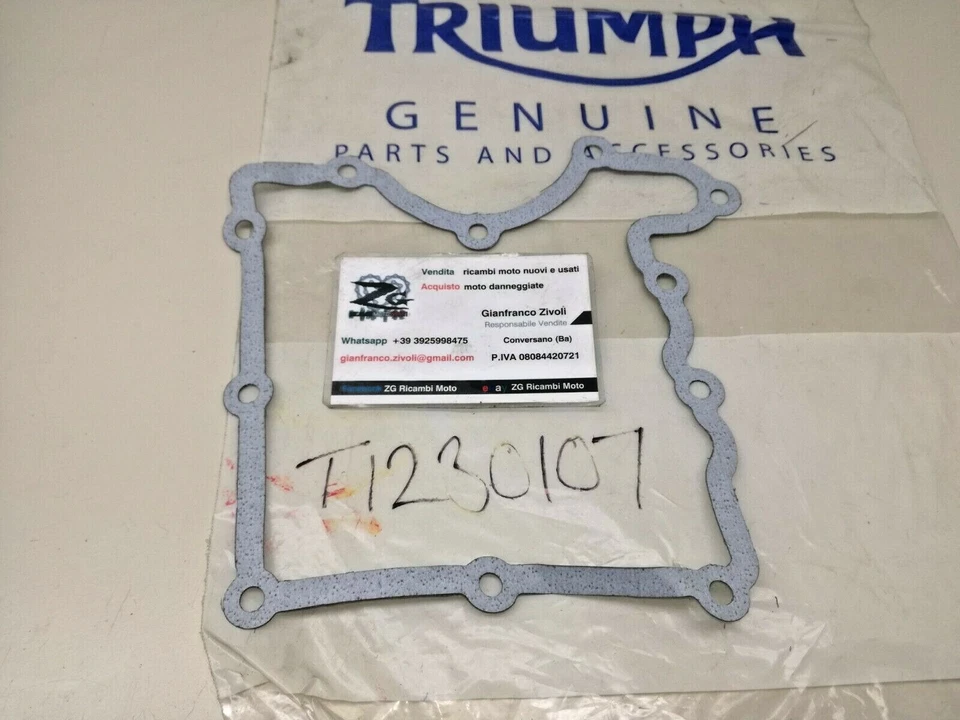 TRIUMPH
GENUINE
PARTS AND ACCESSORIES
Vendita ricambi moto nuovi e usati
Acquisto moto danneggiate
ZG
Gianfranco Zivoli
Responsabile Vendite
Whatsapp +39 3925998475
Conversano (Ba)
gianfranco.zivoli@gmail.com
P.IVA 08084420721
ZG Ricambi Moto
e a ZG Ricambi Moto
T1230107